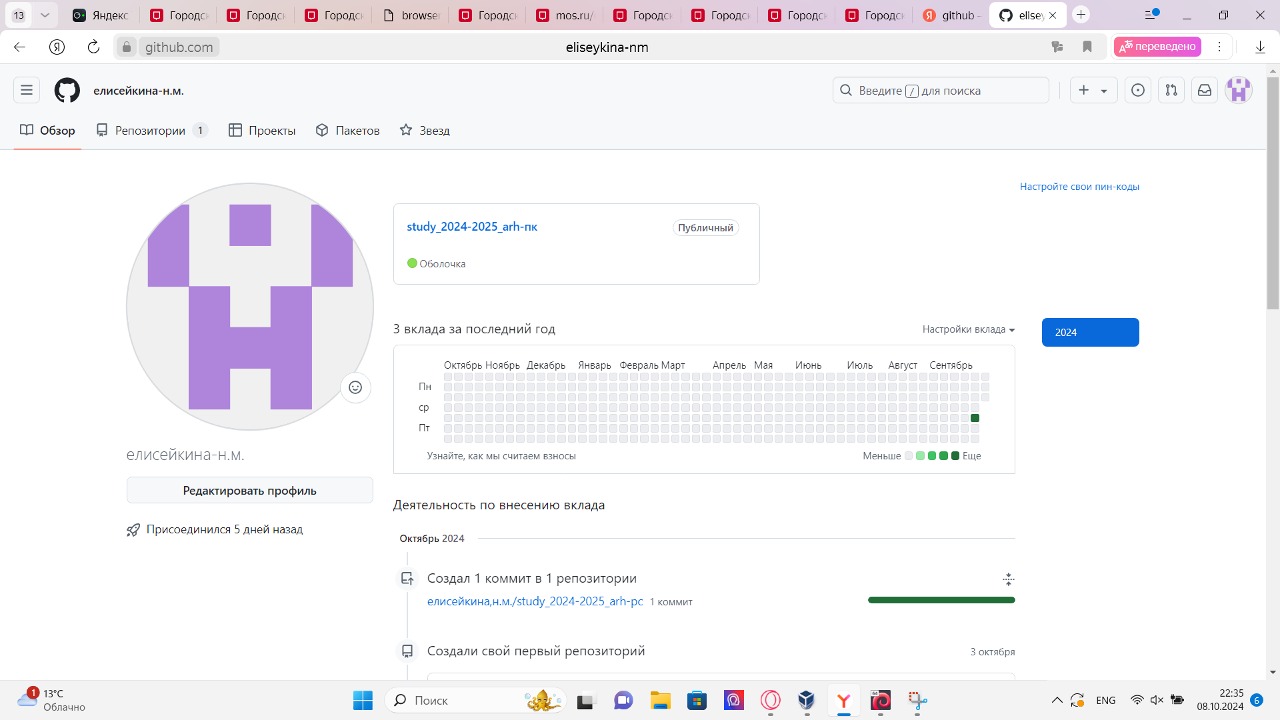 13
Яндекс
Городс
Городс
Городс
browse
Городс
mos.ru/
Городс
Городс
Городс
Городс
github -
elise
github.com
eliseykina-nm
переведено
елисейкина-н.м.
Введите / для поиска
Обзор
Репозитории 1
Проекты
Пакетов
Звезд
Настройте свои пин-коды
study_2024-2025_arh-пк
Публичный
Оболочка
3 вклада за последний год
Настройки вклада
2024
Октябрь Ноябрь Декабрь Январь Февраль Март Апрель Мая Июнь Июль Август Сентябрь
Пн
ср
Пт
Узнайте, как мы считаем взносы
Меньше Еще
елисейкина-н.м.
Редактировать профиль
Присоединился 5 дней назад
Деятельность по внесению вклада
Октябрь 2024
Создал 1 коммит в 1 репозитории
елисейкина,н.м./study_2024-2025_arh-pc 1 коммит
Создали свой первый репозиторий
3 октября
1
13°C
Облачно
Поиск
ENG
22:35
08.10.2024
6